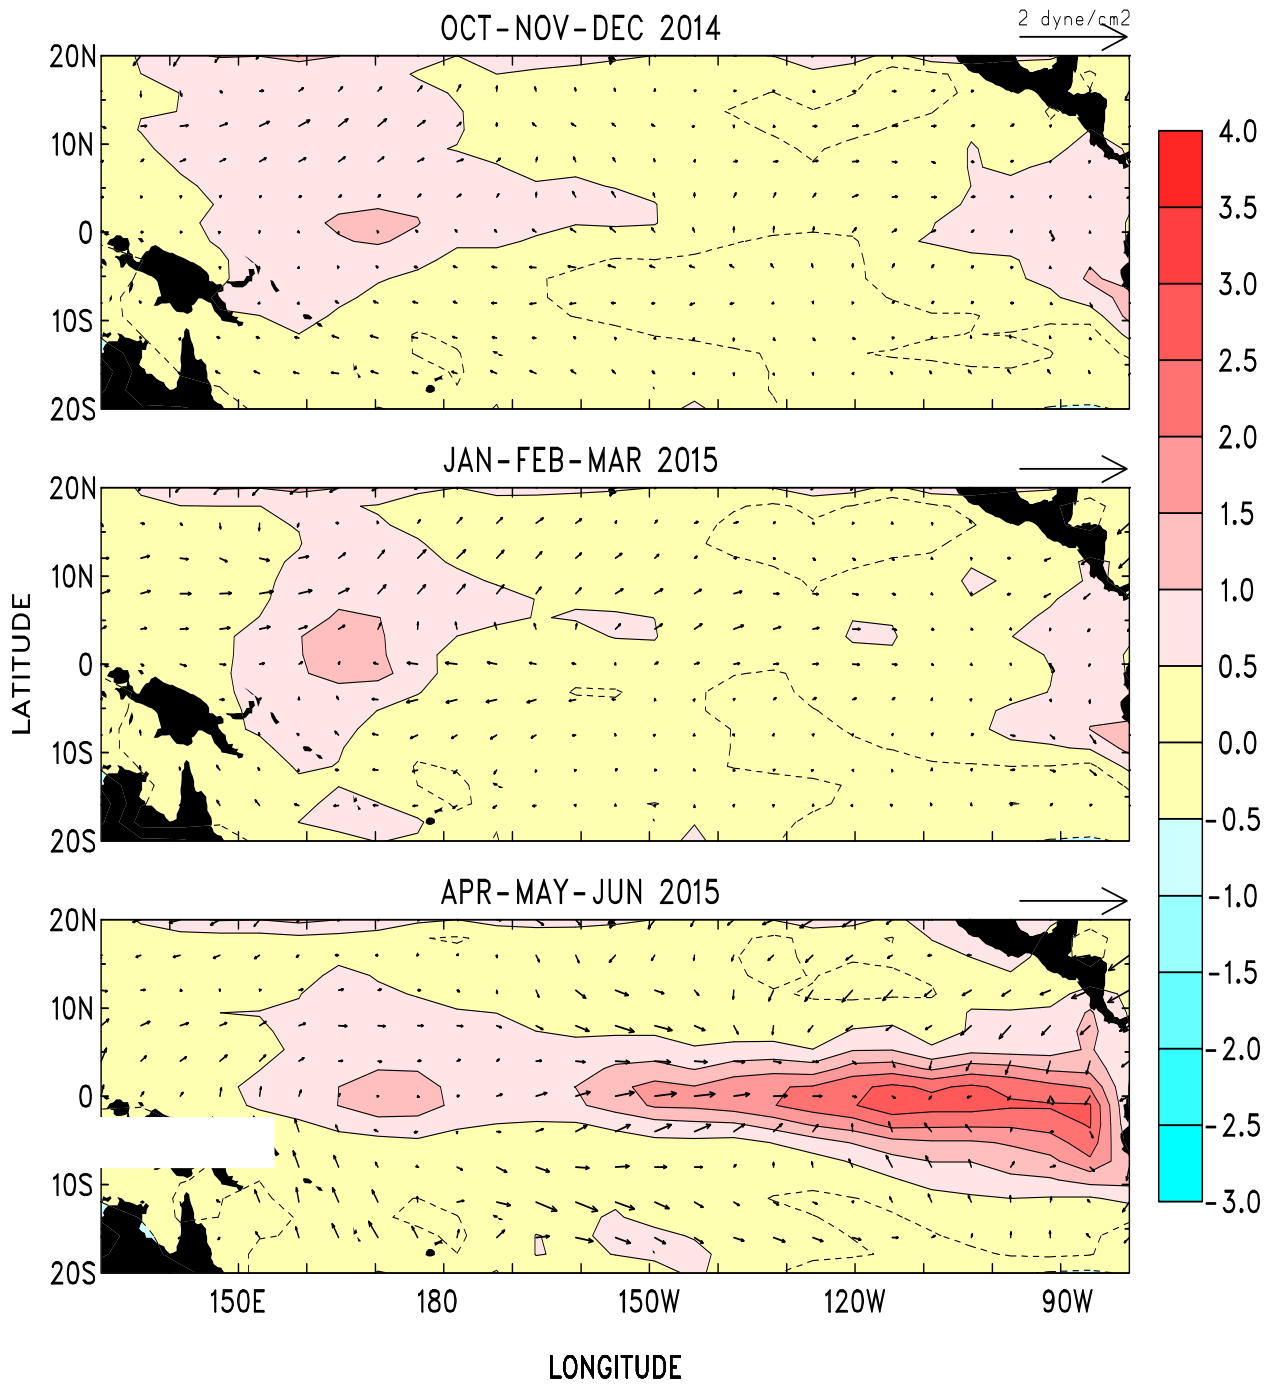 OCT-NOV-DEC 2014
2 dyne/cm2
20N
10N
0
10S
20S
JAN-FEB-MAR 2015
20N
10N
0
10S
20S
LATITUDE
APR-MAY-JUN 2015
20N
10N
0
10S
20S
150E 180 150W 120W 90W
LONGITUDE
4.0
3.5
3.0
2.5
2.0
1.5
1.0
0.5
0.0
-0.5
-1.0
-1.5
-2.0
-2.5
-3.0